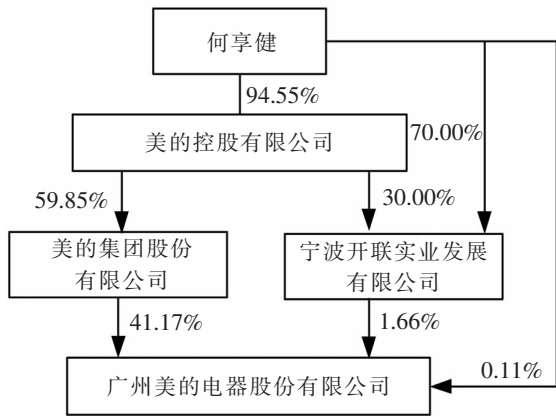 何享健
94.55%
美的控股有限公司
70.00%
59.85%
30.00%
美的集团股份
有限公司
宁波开联实业发展
有限公司
41.17%
1.66%
广州美的电器股份有限公司
0.11%